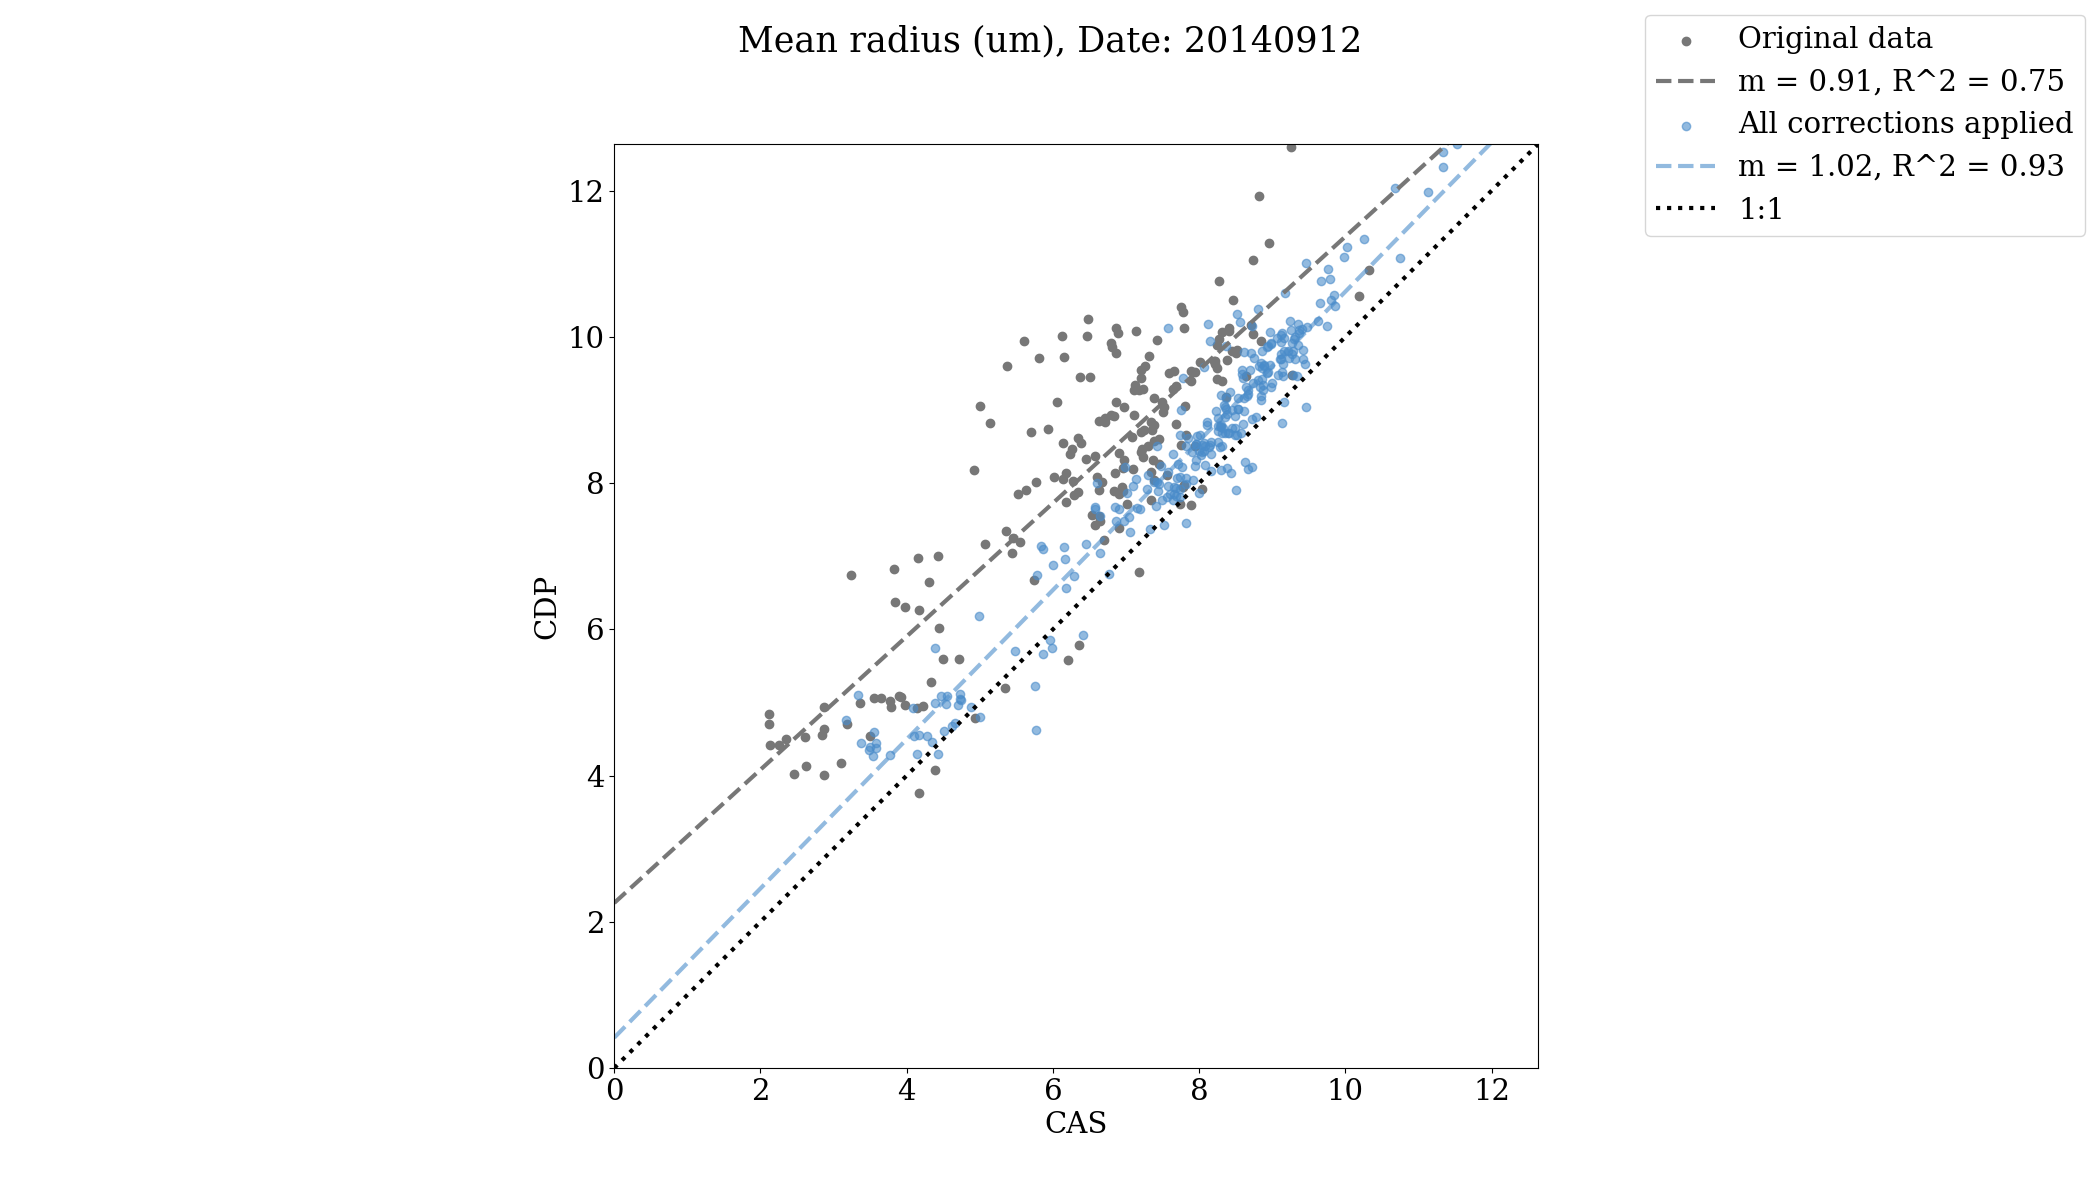 Mean radius (um), Date: 20140912
Original data
m = 0.91, R^2 = 0.75
All corrections applied
m = 1.02, R^2 = 0.93
1:1
12
10
8
6
4
2
0
CDP
0 2 4 6 8 10 12
CAS